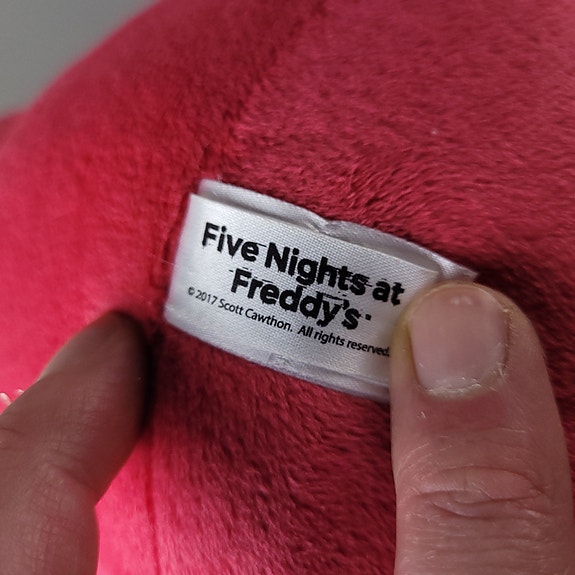 Five Nights at
Freddy's
© 2017 Scott Cawthon. All rights reserved.